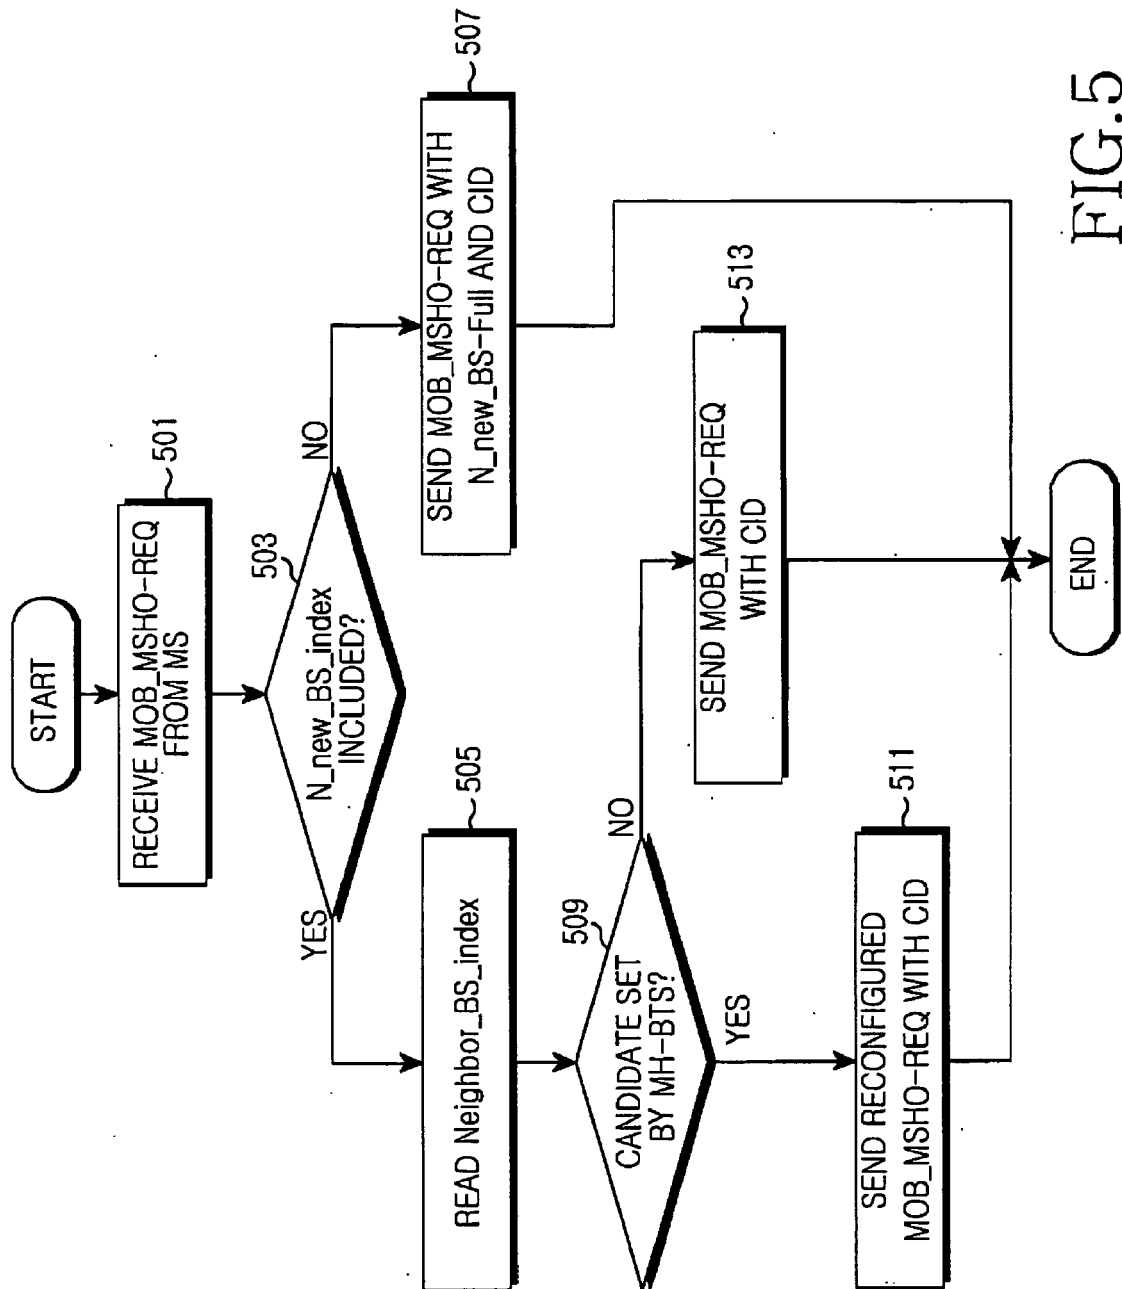 START
501
RECEIVE MOB_MSHO-REQ
FROM MS
503
N_new_BS_index
INCLUDED?
YES
NO
505
READ Neighbor_BS_index
507
SEND MOB_MSHO-REQ WITH
N_new_BS-Full AND CID
509
CANDIDATE SET
BY MH-BTS?
YES
NO
511
SEND RECONFIGURED
MOB_MSHO-REQ WITH CID
513
SEND MOB_MSHO-REQ
WITH CID
END
FIG.5